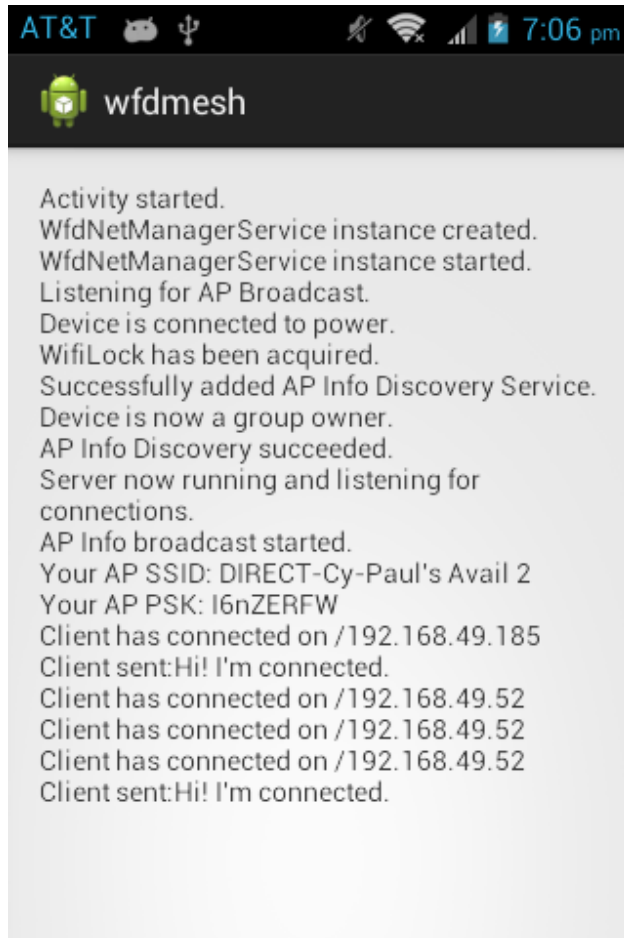 AT&T 7:06 pm
wfdmesh
Activity started.
WfdNetManagerService instance created.
WfdNetManagerService instance started.
Listening for AP Broadcast.
Device is connected to power.
WifiLock has been acquired.
Successfully added AP Info Discovery Service.
Device is now a group owner.
AP Info Discovery succeeded.
Server now running and listening for
connections.
AP Info broadcast started.
Your AP SSID: DIRECT-Cy-Paul's Avail 2
Your AP PSK: I6nZERFW
Client has connected on /192.168.49.185
Client sent:Hi! I'm connected.
Client has connected on /192.168.49.52
Client has connected on /192.168.49.52
Client has connected on /192.168.49.52
Client sent:Hi! I'm connected.